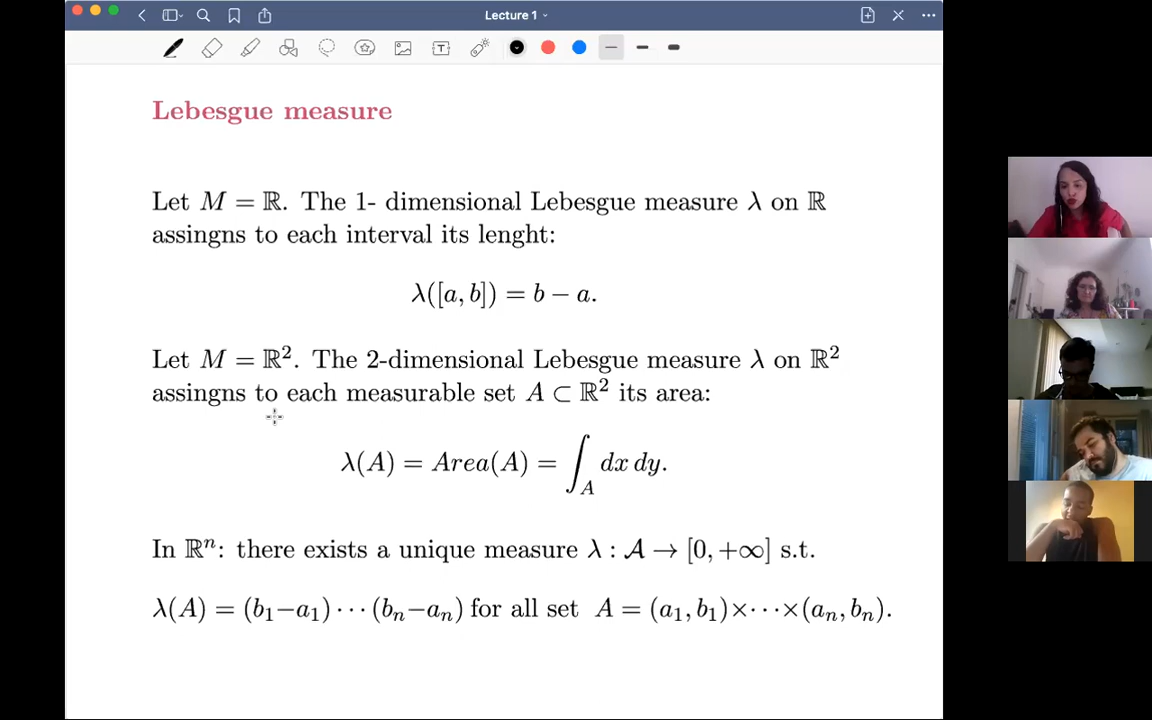 Lecture 1
Lebesgue measure
Let M = ℝ. The 1- dimensional Lebesgue measure λ on ℝ
assingns to each interval its lenght:
λ([a, b]) = b − a.
Let M = ℝ². The 2-dimensional Lebesgue measure λ on ℝ²
assingns to each measurable set A ⊂ ℝ² its area:
λ(A) = Area(A) = ∫_A dx dy.
In ℝⁿ: there exists a unique measure λ : 𝒜 → [0, +∞] s.t.
λ(A) = (b₁−a₁) ⋯ (bₙ−aₙ) for all set A = (a₁, b₁)×⋯×(aₙ, bₙ).